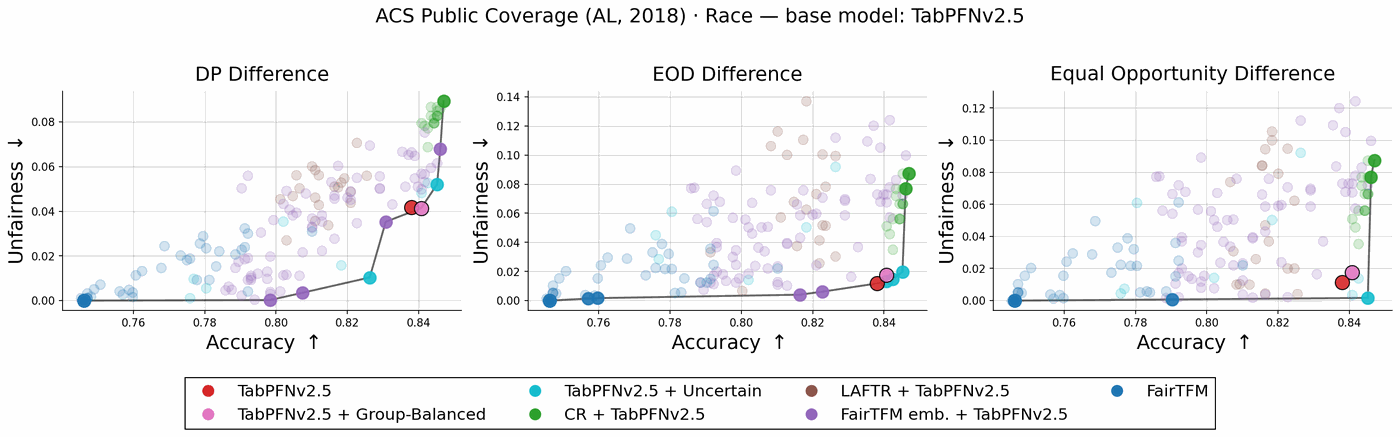 ACS Public Coverage (AL, 2018) · Race — base model: TabPFNv2.5
DP Difference
EOD Difference
Equal Opportunity Difference
Unfairness ↓
0.08
0.06
0.04
0.02
0.00
0.76
0.78
0.80
0.82
0.84
Accuracy ↑
Unfairness ↓
0.14
0.12
0.10
0.08
0.06
0.04
0.02
0.00
0.76
0.78
0.80
0.82
0.84
Accuracy ↑
Unfairness ↓
0.12
0.10
0.08
0.06
0.04
0.02
0.00
0.76
0.78
0.80
0.82
0.84
Accuracy ↑
TabPFNv2.5
TabPFNv2.5 + Group-Balanced
TabPFNv2.5 + Uncertain
CR + TabPFNv2.5
LAFTR + TabPFNv2.5
FairTFM emb. + TabPFNv2.5
FairTFM